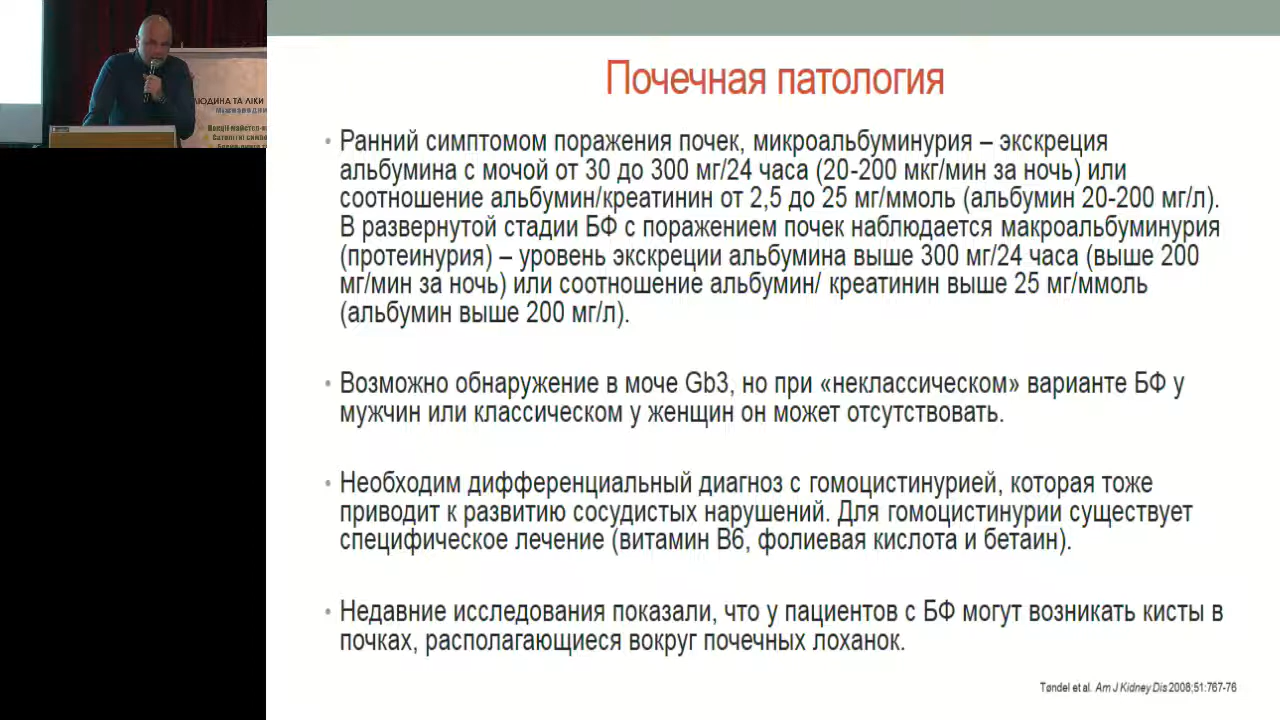 ЛЮДИНА ТА ЛІКИ
Почечная патология
• Ранний симптомом поражения почек, микроальбуминурия – экскреция
альбумина с мочой от 30 до 300 мг/24 часа (20-200 мкг/мин за ночь) или
соотношение альбумин/креатинин от 2,5 до 25 мг/ммоль (альбумин 20-200 мг/л).
В развернутой стадии БФ с поражением почек наблюдается макроальбуминурия
(протеинурия) – уровень экскреции альбумина выше 300 мг/24 часа (выше 200
мг/мин за ночь) или соотношение альбумин/ креатинин выше 25 мг/ммоль
(альбумин выше 200 мг/л).
• Возможно обнаружение в моче Gb3, но при «неклассическом» варианте БФ у
мужчин или классическом у женщин он может отсутствовать.
• Необходим дифференциальный диагноз с гомоцистинурией, которая тоже
приводит к развитию сосудистых нарушений. Для гомоцистинурии существует
специфическое лечение (витамин В6, фолиевая кислота и бетаин).
• Недавние исследования показали, что у пациентов с БФ могут возникать кисты в
почках, располагающиеся вокруг почечных лоханок.
Tøndel et al. Am J Kidney Dis 2008;51:767-76